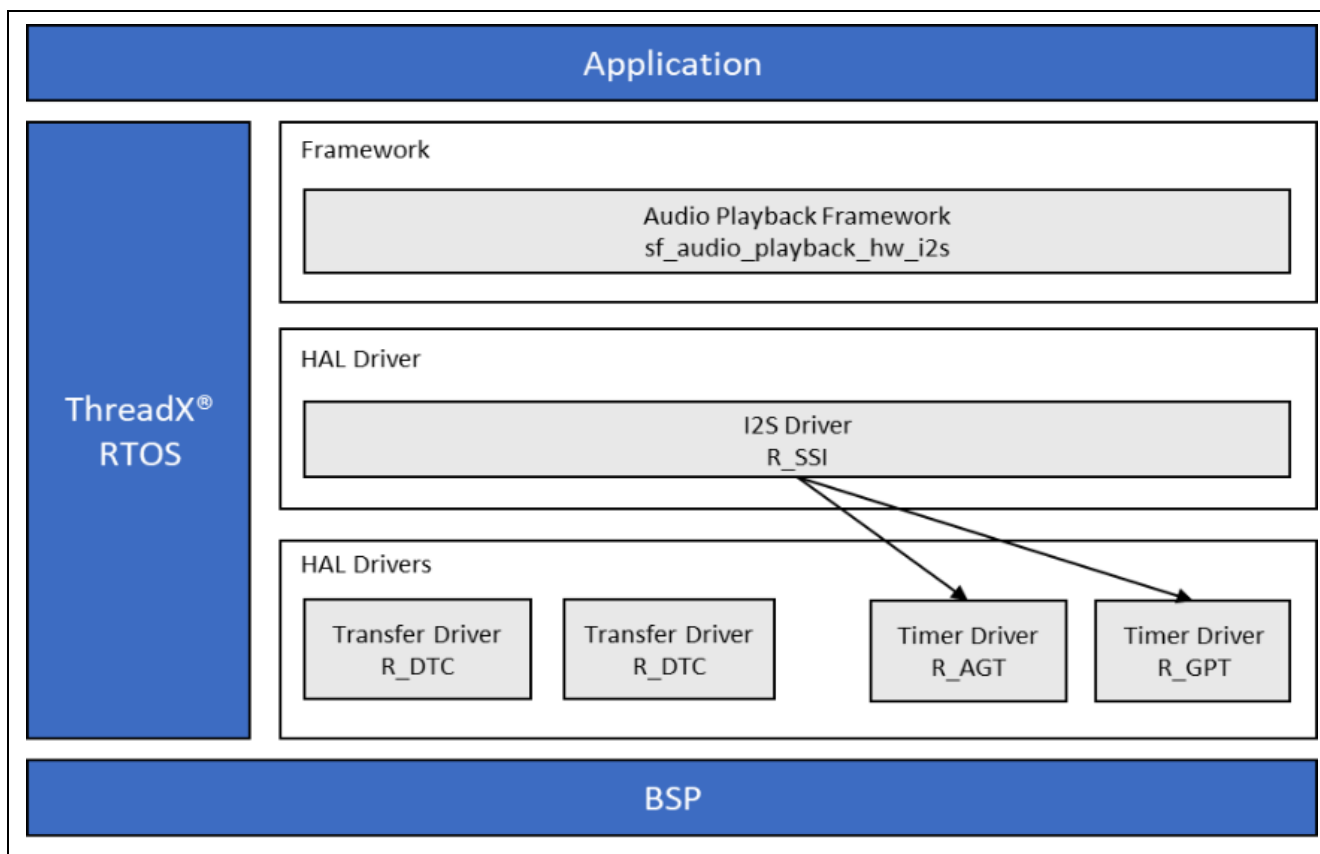 Application
ThreadX®
RTOS
Framework
Audio Playback Framework
sf_audio_playback_hw_i2s
HAL Driver
I2S Driver
R_SSI
HAL Drivers
Transfer Driver
R_DTC
Transfer Driver
R_DTC
Timer Driver
R_AGT
Timer Driver
R_GPT
BSP